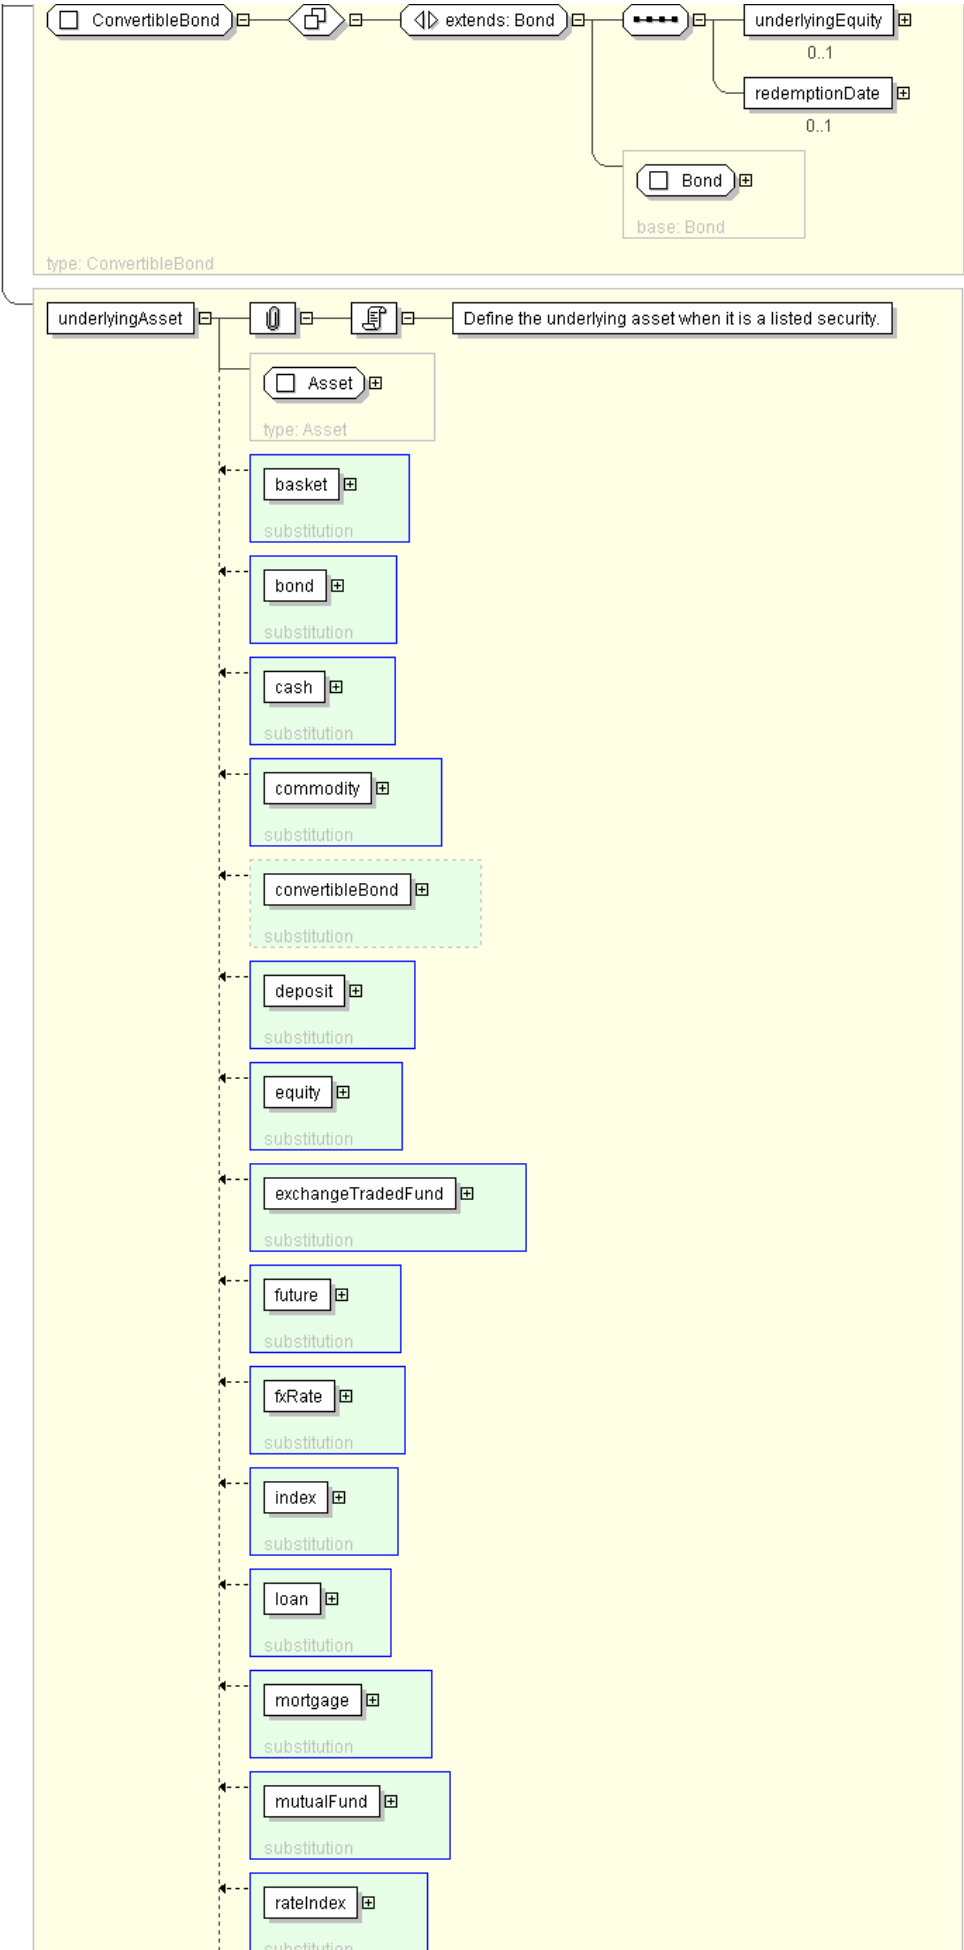 ConvertibleBond extends: Bond underlyingEquity
0..1
redemptionDate
0..1
Bond
base: Bond
type: ConvertibleBond
underlyingAsset Define the underlying asset when it is a listed security.
Asset
type: Asset
basket
substitution
bond
substitution
cash
substitution
commodity
substitution
convertibleBond
substitution
deposit
substitution
equity
substitution
exchangeTradedFund
substitution
future
substitution
fxRate
substitution
index
substitution
loan
substitution
mortgage
substitution
mutualFund
substitution
rateIndex
substitution